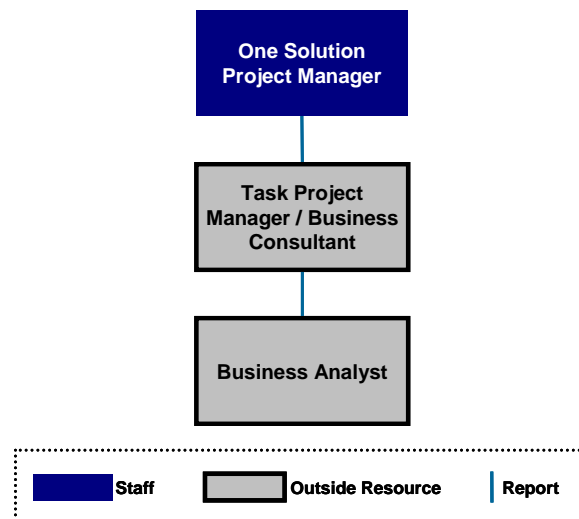 One Solution
Project Manager
Task Project
Manager / Business
Consultant
Business Analyst
Staff
Outside Resource
Report